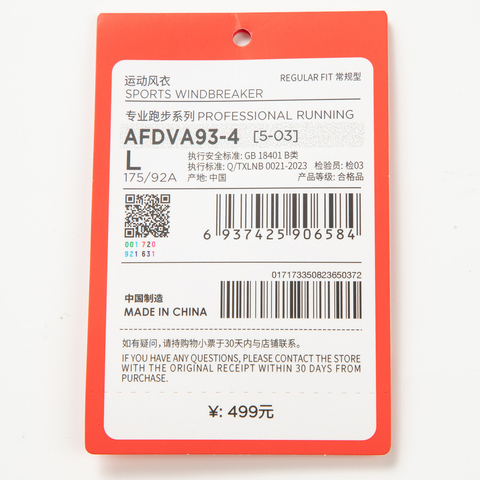 运动风衣
REGULAR FIT 常规型
SPORTS WINDBREAKER
专业跑步系列 PROFESSIONAL RUNNING
AFDVA93-4 [5-03]
L
175/92A
执行安全标准: GB 18401 B类
执行标准: Q/TXLNB 0021-2023 检验员: 检03
产地: 中国 产品等级: 合格品
001 720
921 631
6 937425 906584
017173350823650372
中国制造
MADE IN CHINA
如有疑问，请持购物小票于30天内与店铺联系。
IF YOU HAVE ANY QUESTIONS, PLEASE CONTACT THE STORE
WITH THE ORIGINAL RECEIPT WITHIN 30 DAYS FROM
PURCHASE.
¥: 499元